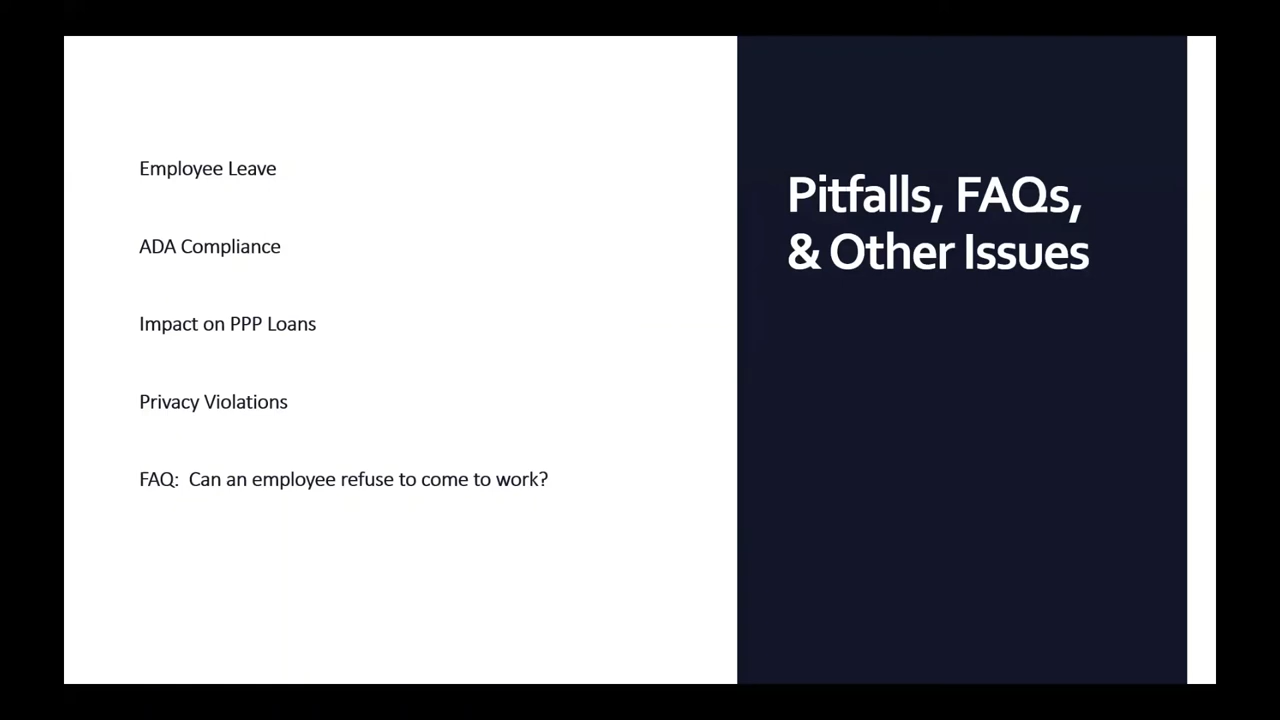 Employee Leave
ADA Compliance
Impact on PPP Loans
Privacy Violations
FAQ:  Can an employee refuse to come to work?
Pitfalls, FAQs,
& Other Issues